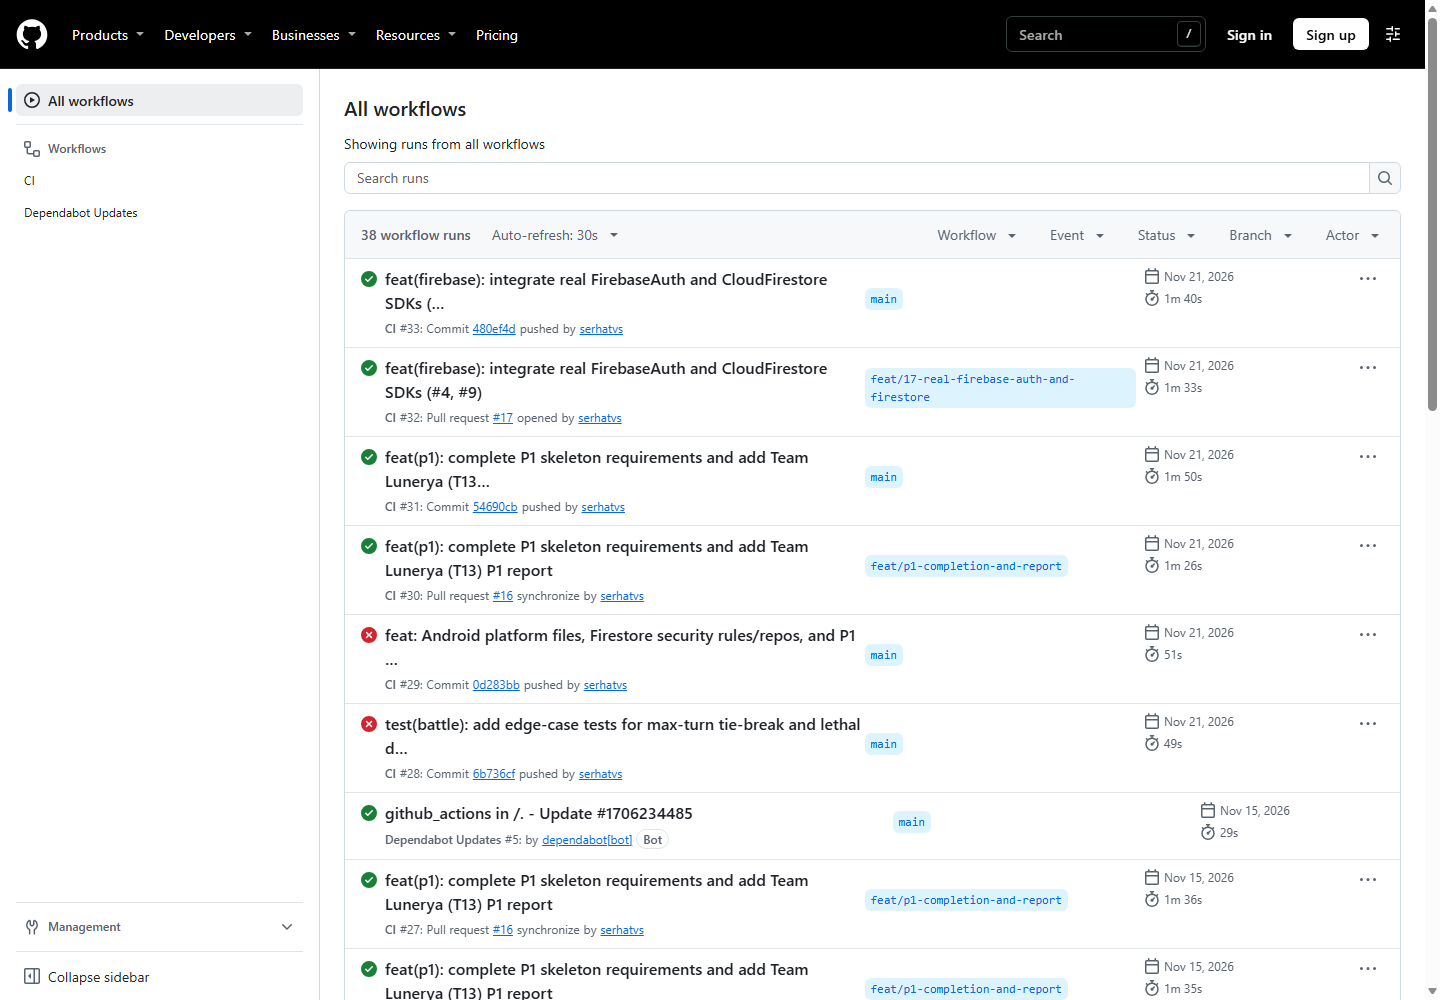 Products Developers Businesses Resources Pricing Search / Sign in Sign up
All workflows
Workflows
CI
Dependabot Updates
Management
Collapse sidebar
All workflows
Showing runs from all workflows
Search runs
38 workflow runs Auto-refresh: 30s Workflow Event Status Branch Actor
feat(firebase): integrate real FirebaseAuth and CloudFirestore
SDKs (...
CI #33: Commit 480ef4d pushed by serhatvs
main
Nov 21, 2026
1m 40s
feat(firebase): integrate real FirebaseAuth and CloudFirestore
SDKs (#4, #9)
CI #32: Pull request #17 opened by serhatvs
feat/17-real-firebase-auth-and-
firestore
Nov 21, 2026
1m 33s
feat(p1): complete P1 skeleton requirements and add Team
Lunerya (T13...
CI #31: Commit 54690cb pushed by serhatvs
main
Nov 21, 2026
1m 50s
feat(p1): complete P1 skeleton requirements and add Team
Lunerya (T13) P1 report
CI #30: Pull request #16 synchronize by serhatvs
feat/p1-completion-and-report
Nov 21, 2026
1m 26s
feat: Android platform files, Firestore security rules/repos, and P1
...
CI #29: Commit 0d283bb pushed by serhatvs
main
Nov 21, 2026
51s
test(battle): add edge-case tests for max-turn tie-break and lethal
d...
CI #28: Commit 6b736cf pushed by serhatvs
main
Nov 21, 2026
49s
github_actions in /. - Update #1706234485
Dependabot Updates #5: by dependabot[bot] Bot
main
Nov 15, 2026
29s
feat(p1): complete P1 skeleton requirements and add Team
Lunerya (T13) P1 report
CI #27: Pull request #16 synchronize by serhatvs
feat/p1-completion-and-report
Nov 15, 2026
1m 36s
feat(p1): complete P1 skeleton requirements and add Team
Lunerya (T13) P1 report
feat/p1-completion-and-report
Nov 15, 2026
1m 35s